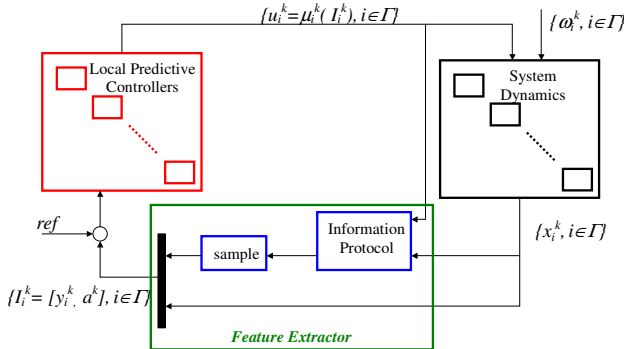 {u_i^k=μ_i^k( I_i^k), i∈Γ}
{ω_i^k, i∈Γ}
Local Predictive
Controllers
System
Dynamics
ref
Information
Protocol
sample
{x_i^k, i∈Γ}
{I_i^k= [y_i^k, a^k], i∈Γ}
Feature Extractor